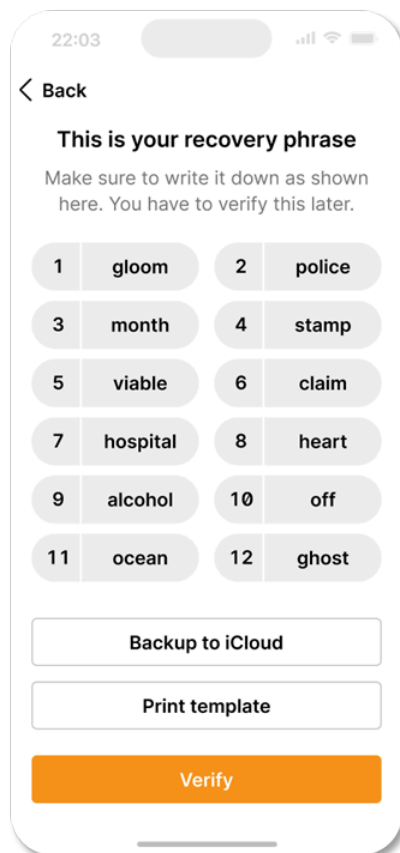 22:03
Back
This is your recovery phrase
Make sure to write it down as shown
here. You have to verify this later.
1 gloom 2 police
3 month 4 stamp
5 viable 6 claim
7 hospital 8 heart
9 alcohol 10 off
11 ocean 12 ghost
Backup to iCloud
Print template
Verify